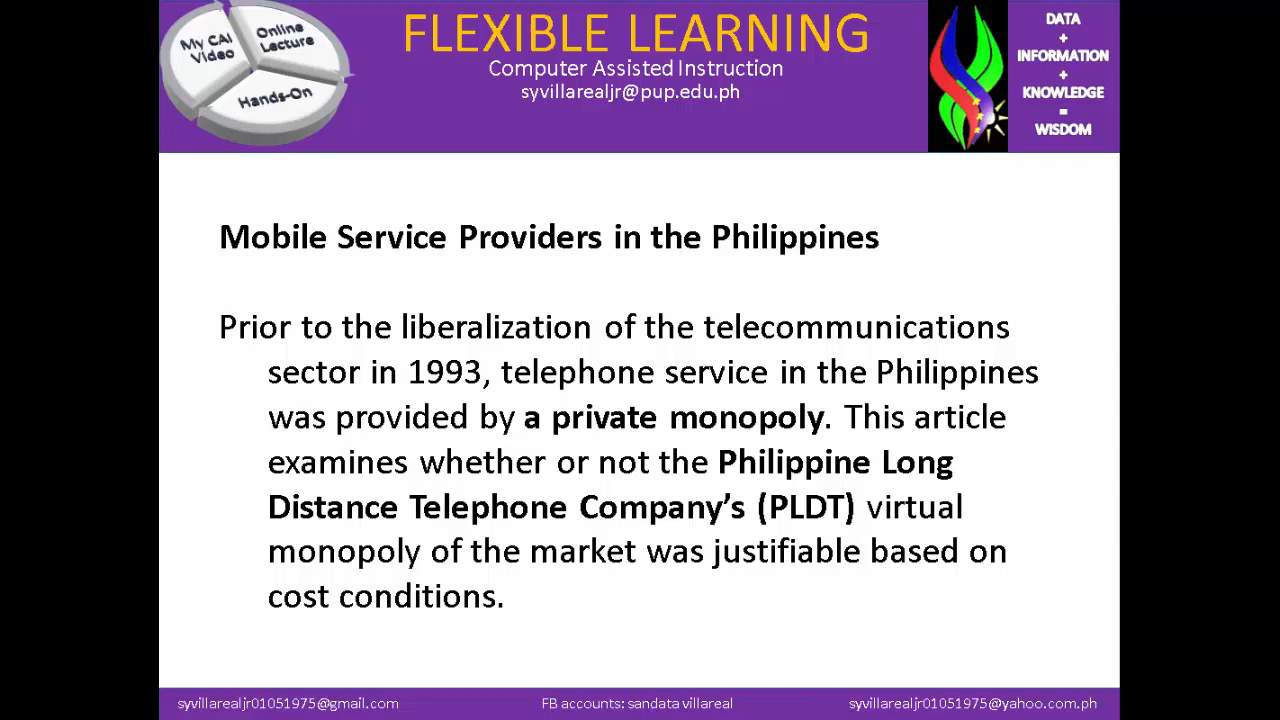 My CAI
Video
Online
Lecture
Hands-On
FLEXIBLE LEARNING
Computer Assisted Instruction
syvillarealjr@pup.edu.ph
DATA
+
INFORMATION
+
KNOWLEDGE
=
WISDOM
Mobile Service Providers in the Philippines
Prior to the liberalization of the telecommunications
sector in 1993, telephone service in the Philippines
was provided by a private monopoly. This article
examines whether or not the Philippine Long
Distance Telephone Company’s (PLDT) virtual
monopoly of the market was justifiable based on
cost conditions.
syvillarealjr01051975@gmail.com
FB accounts: sandata villareal
syvillarealjr01051975@yahoo.com.ph